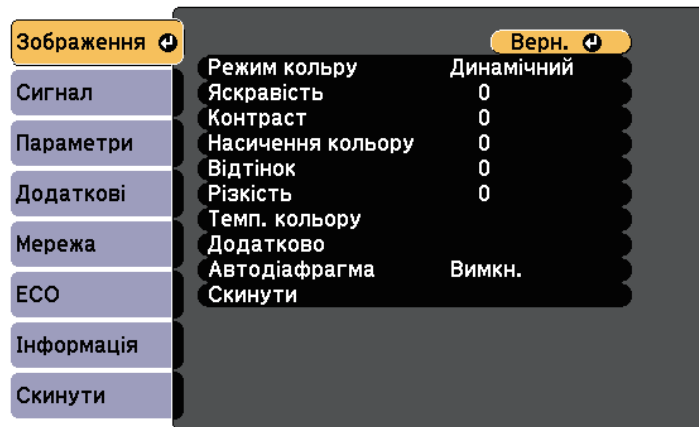 Зображення
Сигнал
Параметри
Додаткові
Мережа
ECO
Інформація
Скинути
Верн.
Режим кольру Динамічний
Яскравість 0
Контраст 0
Насичення кольору 0
Відтінок 0
Різкість 0
Темп. кольору
Додатково
Автодіафрагма Вимкн.
Скинути